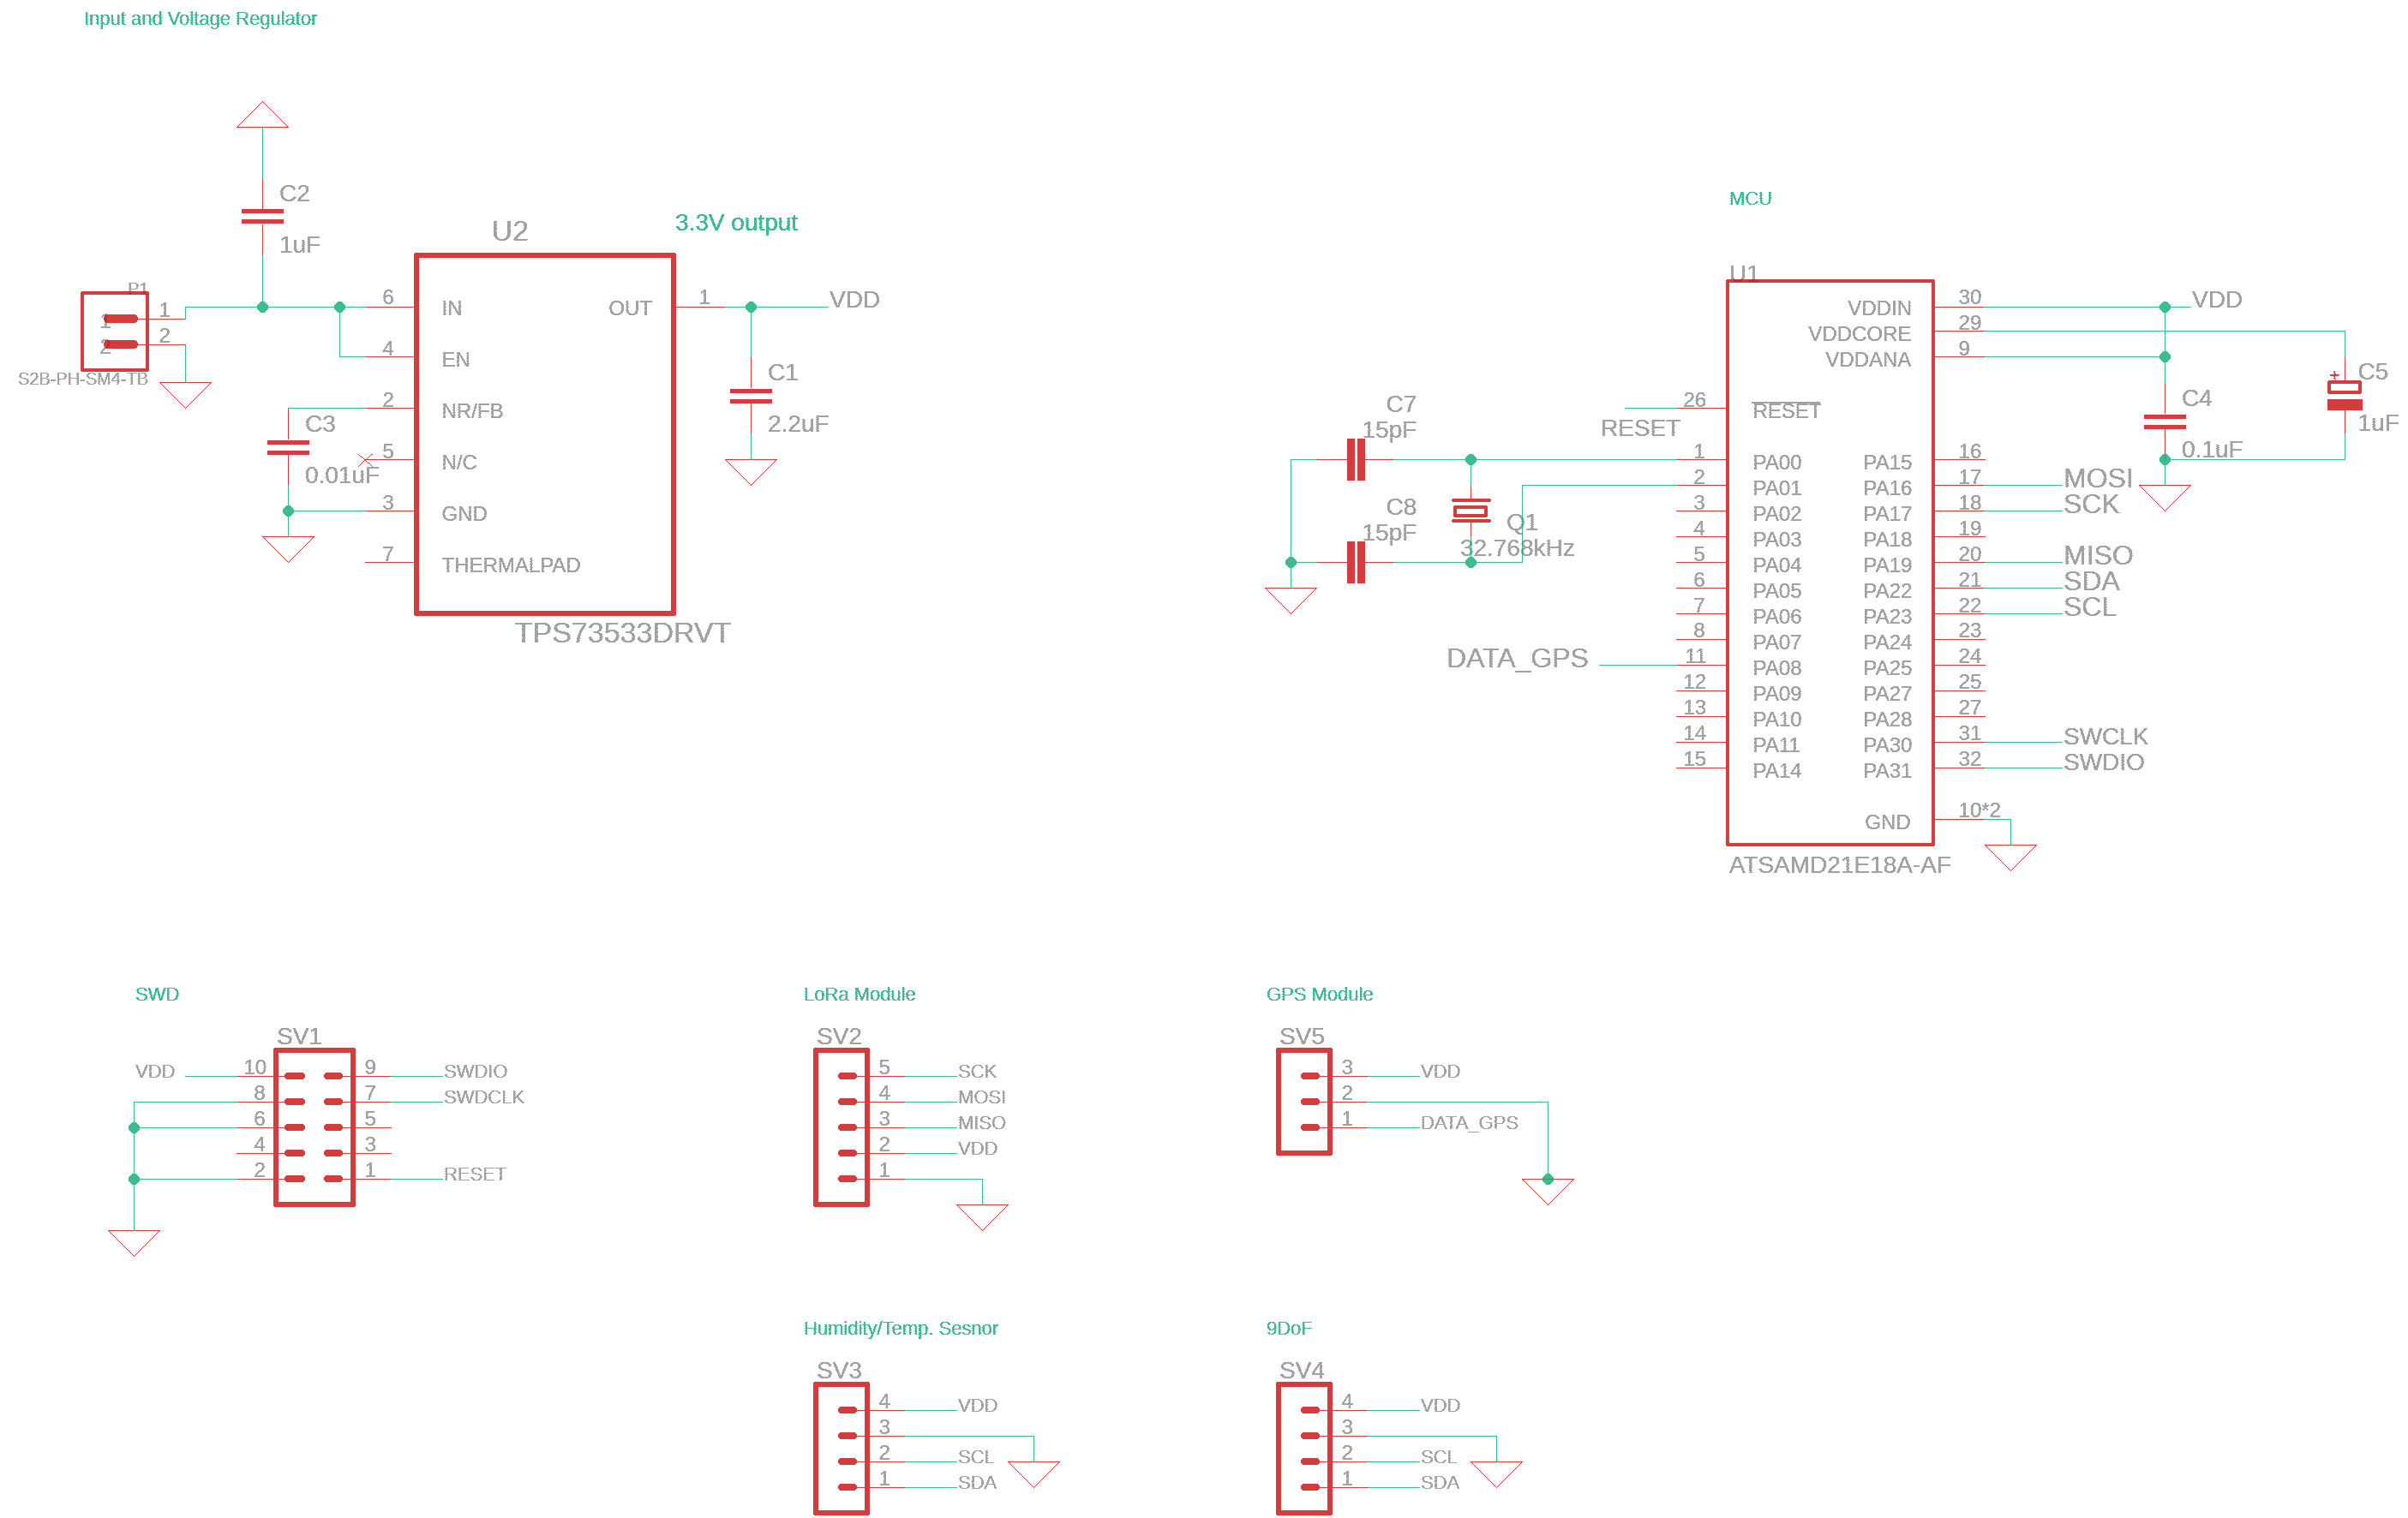 Input and Voltage Regulator
C2
1uF
P1
1
2
1
2
S2B-PH-SM4-TB
U2
3.3V output
6 IN
4 EN
2 NR/FB
5 N/C
3 GND
7 THERMALPAD
OUT 1
VDD
C3
0.01uF
C1
2.2uF
TPS73533DRVT
MCU
U1
VDDIN 30 VDD
VDDCORE 29
VDDANA 9
C5
1uF
C4
0.1uF
26 RESET
RESET
C7
15pF
C8
15pF
Q1
32.768kHz
1 PA00 PA15 16
2 PA01 PA16 17 MOSI
3 PA02 PA17 18 SCK
4 PA03 PA18 19
5 PA04 PA19 20 MISO
6 PA05 PA22 21 SDA
7 PA06 PA23 22 SCL
8 PA07 PA24 23
DATA_GPS 11 PA08 PA25 24
12 PA09 PA27 25
13 PA10 PA28 27
14 PA11 PA30 31 SWCLK
15 PA14 PA31 32 SWDIO
GND 10*2
ATSAMD21E18A-AF
SWD
SV1
VDD 10 9 SWDIO
8 7 SWDCLK
6 5
4 3
2 1 RESET
LoRa Module
SV2
5 SCK
4 MOSI
3 MISO
2 VDD
1
GPS Module
SV5
3 VDD
2
1 DATA_GPS
Humidity/Temp. Sesnor
SV3
4 VDD
3
2 SCL
1 SDA
9DoF
SV4
4 VDD
3
2 SCL
1 SDA